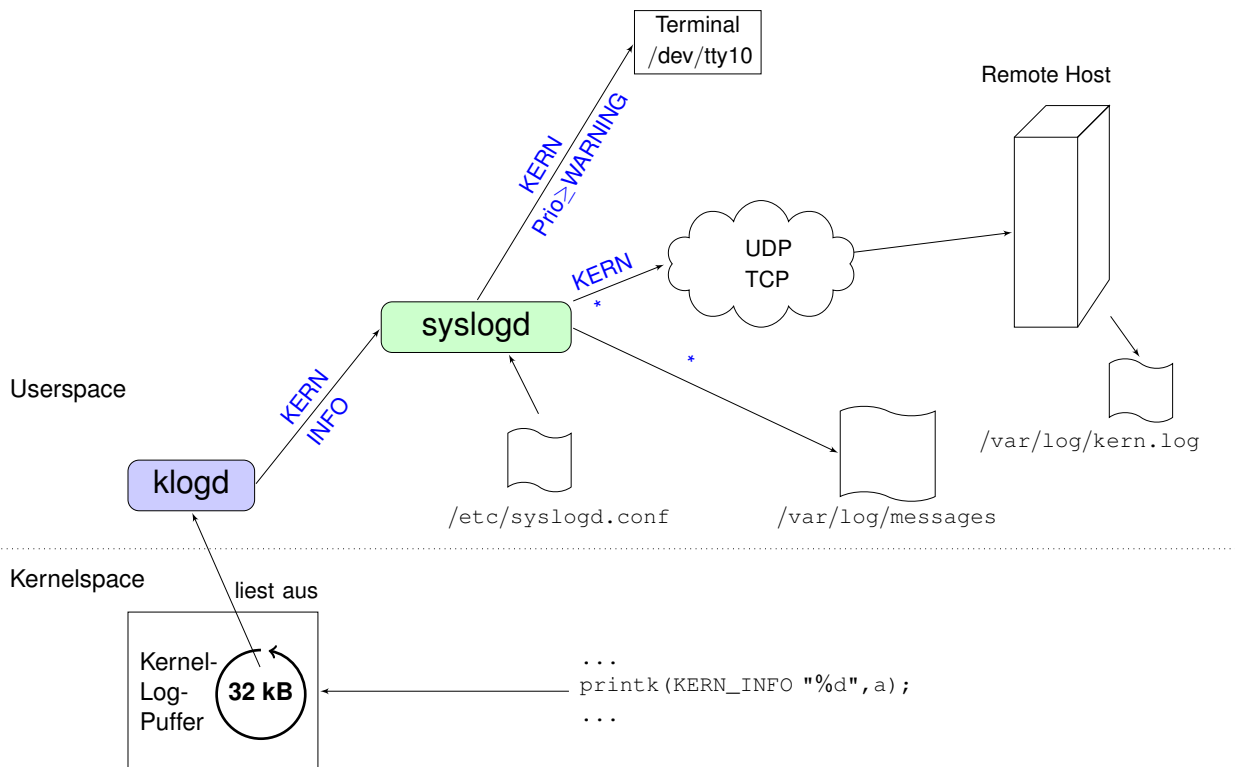 Terminal
/dev/tty10
Remote Host
KERN
Prio≥WARNING
UDP
TCP
KERN
*
syslogd
*
KERN
INFO
Userspace
/var/log/kern.log
klogd
/etc/syslogd.conf
/var/log/messages
Kernelspace
liest aus
Kernel-
Log-
Puffer
32 kB
...
printk(KERN_INFO "%d",a);
...